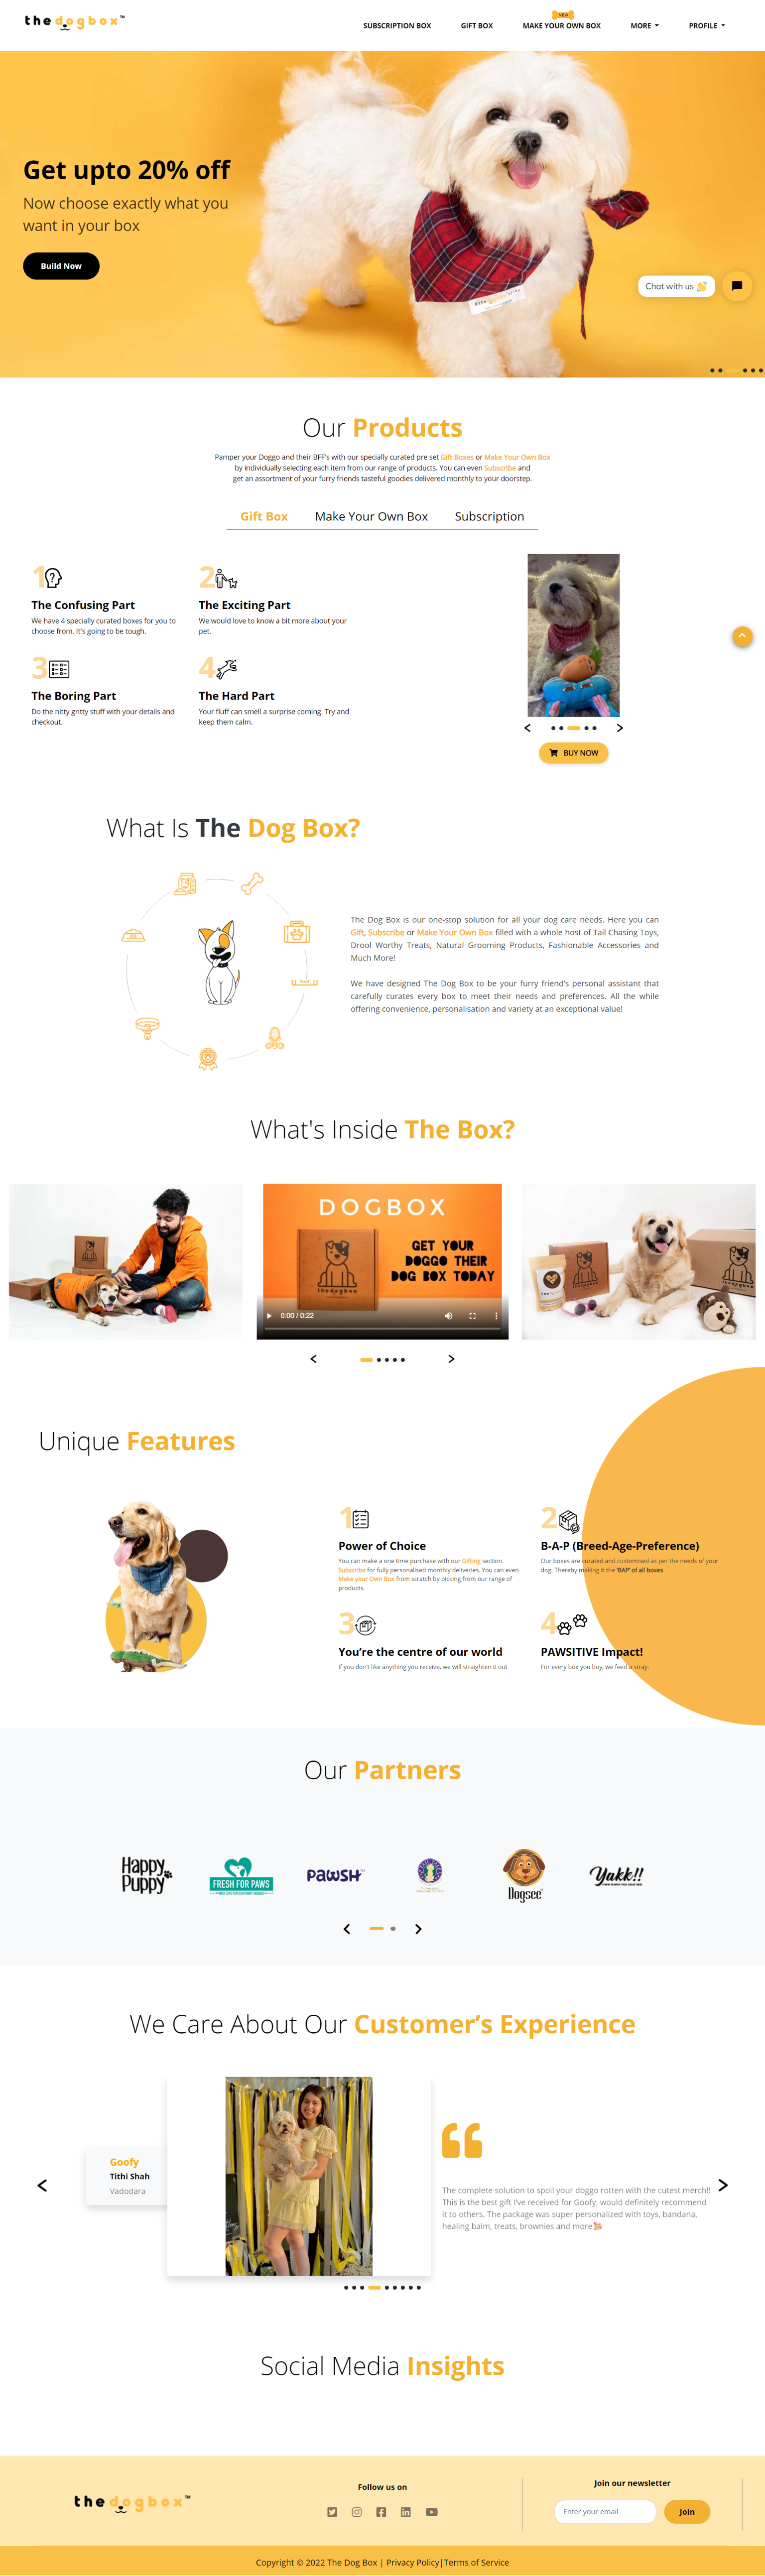 thedogbox™
SUBSCRIPTION BOX
GIFT BOX
NEW
MAKE YOUR OWN BOX
MORE
PROFILE
Get upto 20% off
Now choose exactly what you
want in your box
Build Now
Chat with us 👋
Our Products
Pamper your Doggo and their BFF's with our specially curated pre set Gift Boxes or Make Your Own Box
by individually selecting each item from our range of products. You can even Subscribe and
get an assortment of your furry friends tasteful goodies delivered monthly to your doorstep.
Gift Box
Make Your Own Box
Subscription
1
The Confusing Part
We have 4 specially curated boxes for you to
choose from. It's going to be tough.
2
The Exciting Part
We would love to know a bit more about your
pet.
3
The Boring Part
Do the nitty gritty stuff with your details and
checkout.
4
The Hard Part
Your fluff can smell a surprise coming. Try and
keep them calm.
BUY NOW
What Is The Dog Box?
The Dog Box is our one-stop solution for all your dog care needs. Here you can
Gift, Subscribe or Make Your Own Box filled with a whole host of Tail Chasing Toys,
Drool Worthy Treats, Natural Grooming Products, Fashionable Accessories and
Much More!
We have designed The Dog Box to be your furry friend's personal assistant that
carefully curates every box to meet their needs and preferences. All the while
offering convenience, personalisation and variety at an exceptional value!
What's Inside The Box?
DOGBOX
GET YOUR
DOGGO THEIR
DOG BOX TODAY
thedogbox
0:00 / 0:22
Unique Features
1
Power of Choice
You can make a one time purchase with our Gifting section.
Subscribe for fully personalised monthly deliveries. You can even
Make your Own Box from scratch by picking from our range of
products.
2
B-A-P (Breed-Age-Preference)
Our boxes are curated and customised as per the needs of your
dog. Thereby making it the 'BAP' of all boxes
3
You're the centre of our world
If you don't like anything you receive, we will straighten it out
4
PAWSITIVE Impact!
For every box you buy, we feed a stray.
Our Partners
Happy
Puppy
FRESH FOR PAWS
PAWSH
Dogsee
Yakk!!
We Care About Our Customer's Experience
Goofy
Tithi Shah
Vadodara
The complete solution to spoil your doggo rotten with the cutest merch!!
This is the best gift I've received for Goofy, would definitely recommend
it to others. The package was super personalized with toys, bandana,
healing balm, treats, brownies and more
Social Media Insights
thedogbox™
Follow us on
Join our newsletter
Enter your email
Join
Copyright © 2022 The Dog Box | Privacy Policy|Terms of Service